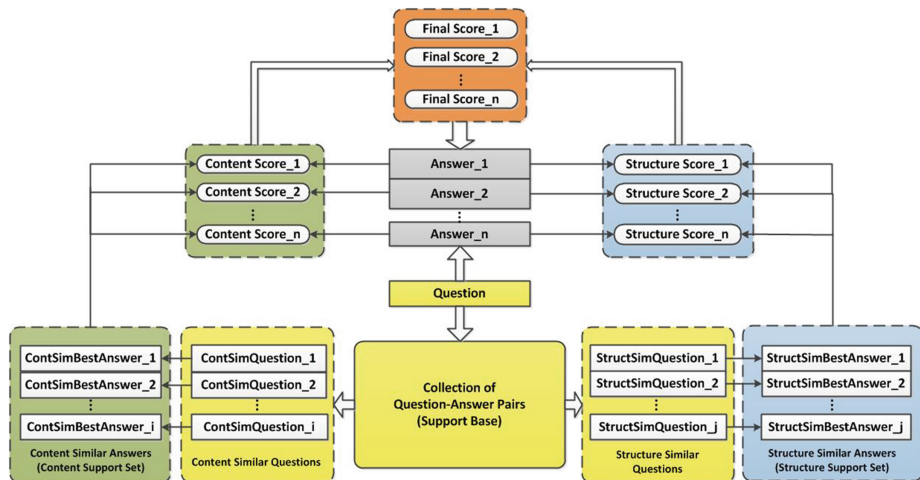 Final Score_1
Final Score_2
⋮
Final Score_n
Content Score_1
Content Score_2
⋮
Content Score_n
Answer_1
Answer_2
⋮
Answer_n
Structure Score_1
Structure Score_2
⋮
Structure Score_n
Question
ContSimBestAnswer_1
ContSimBestAnswer_2
⋮
ContSimBestAnswer_i
Content Similar Answers
(Content Support Set)
ContSimQuestion_1
ContSimQuestion_2
⋮
ContSimQuestion_i
Content Similar Questions
Collection of
Question-Answer Pairs
(Support Base)
StructSimQuestion_1
StructSimQuestion_2
⋮
StructSimQuestion_j
Structure Similar
Questions
StructSimBestAnswer_1
StructSimBestAnswer_2
⋮
StructSimBestAnswer_j
Structure Similar Answers
(Structure Support Set)